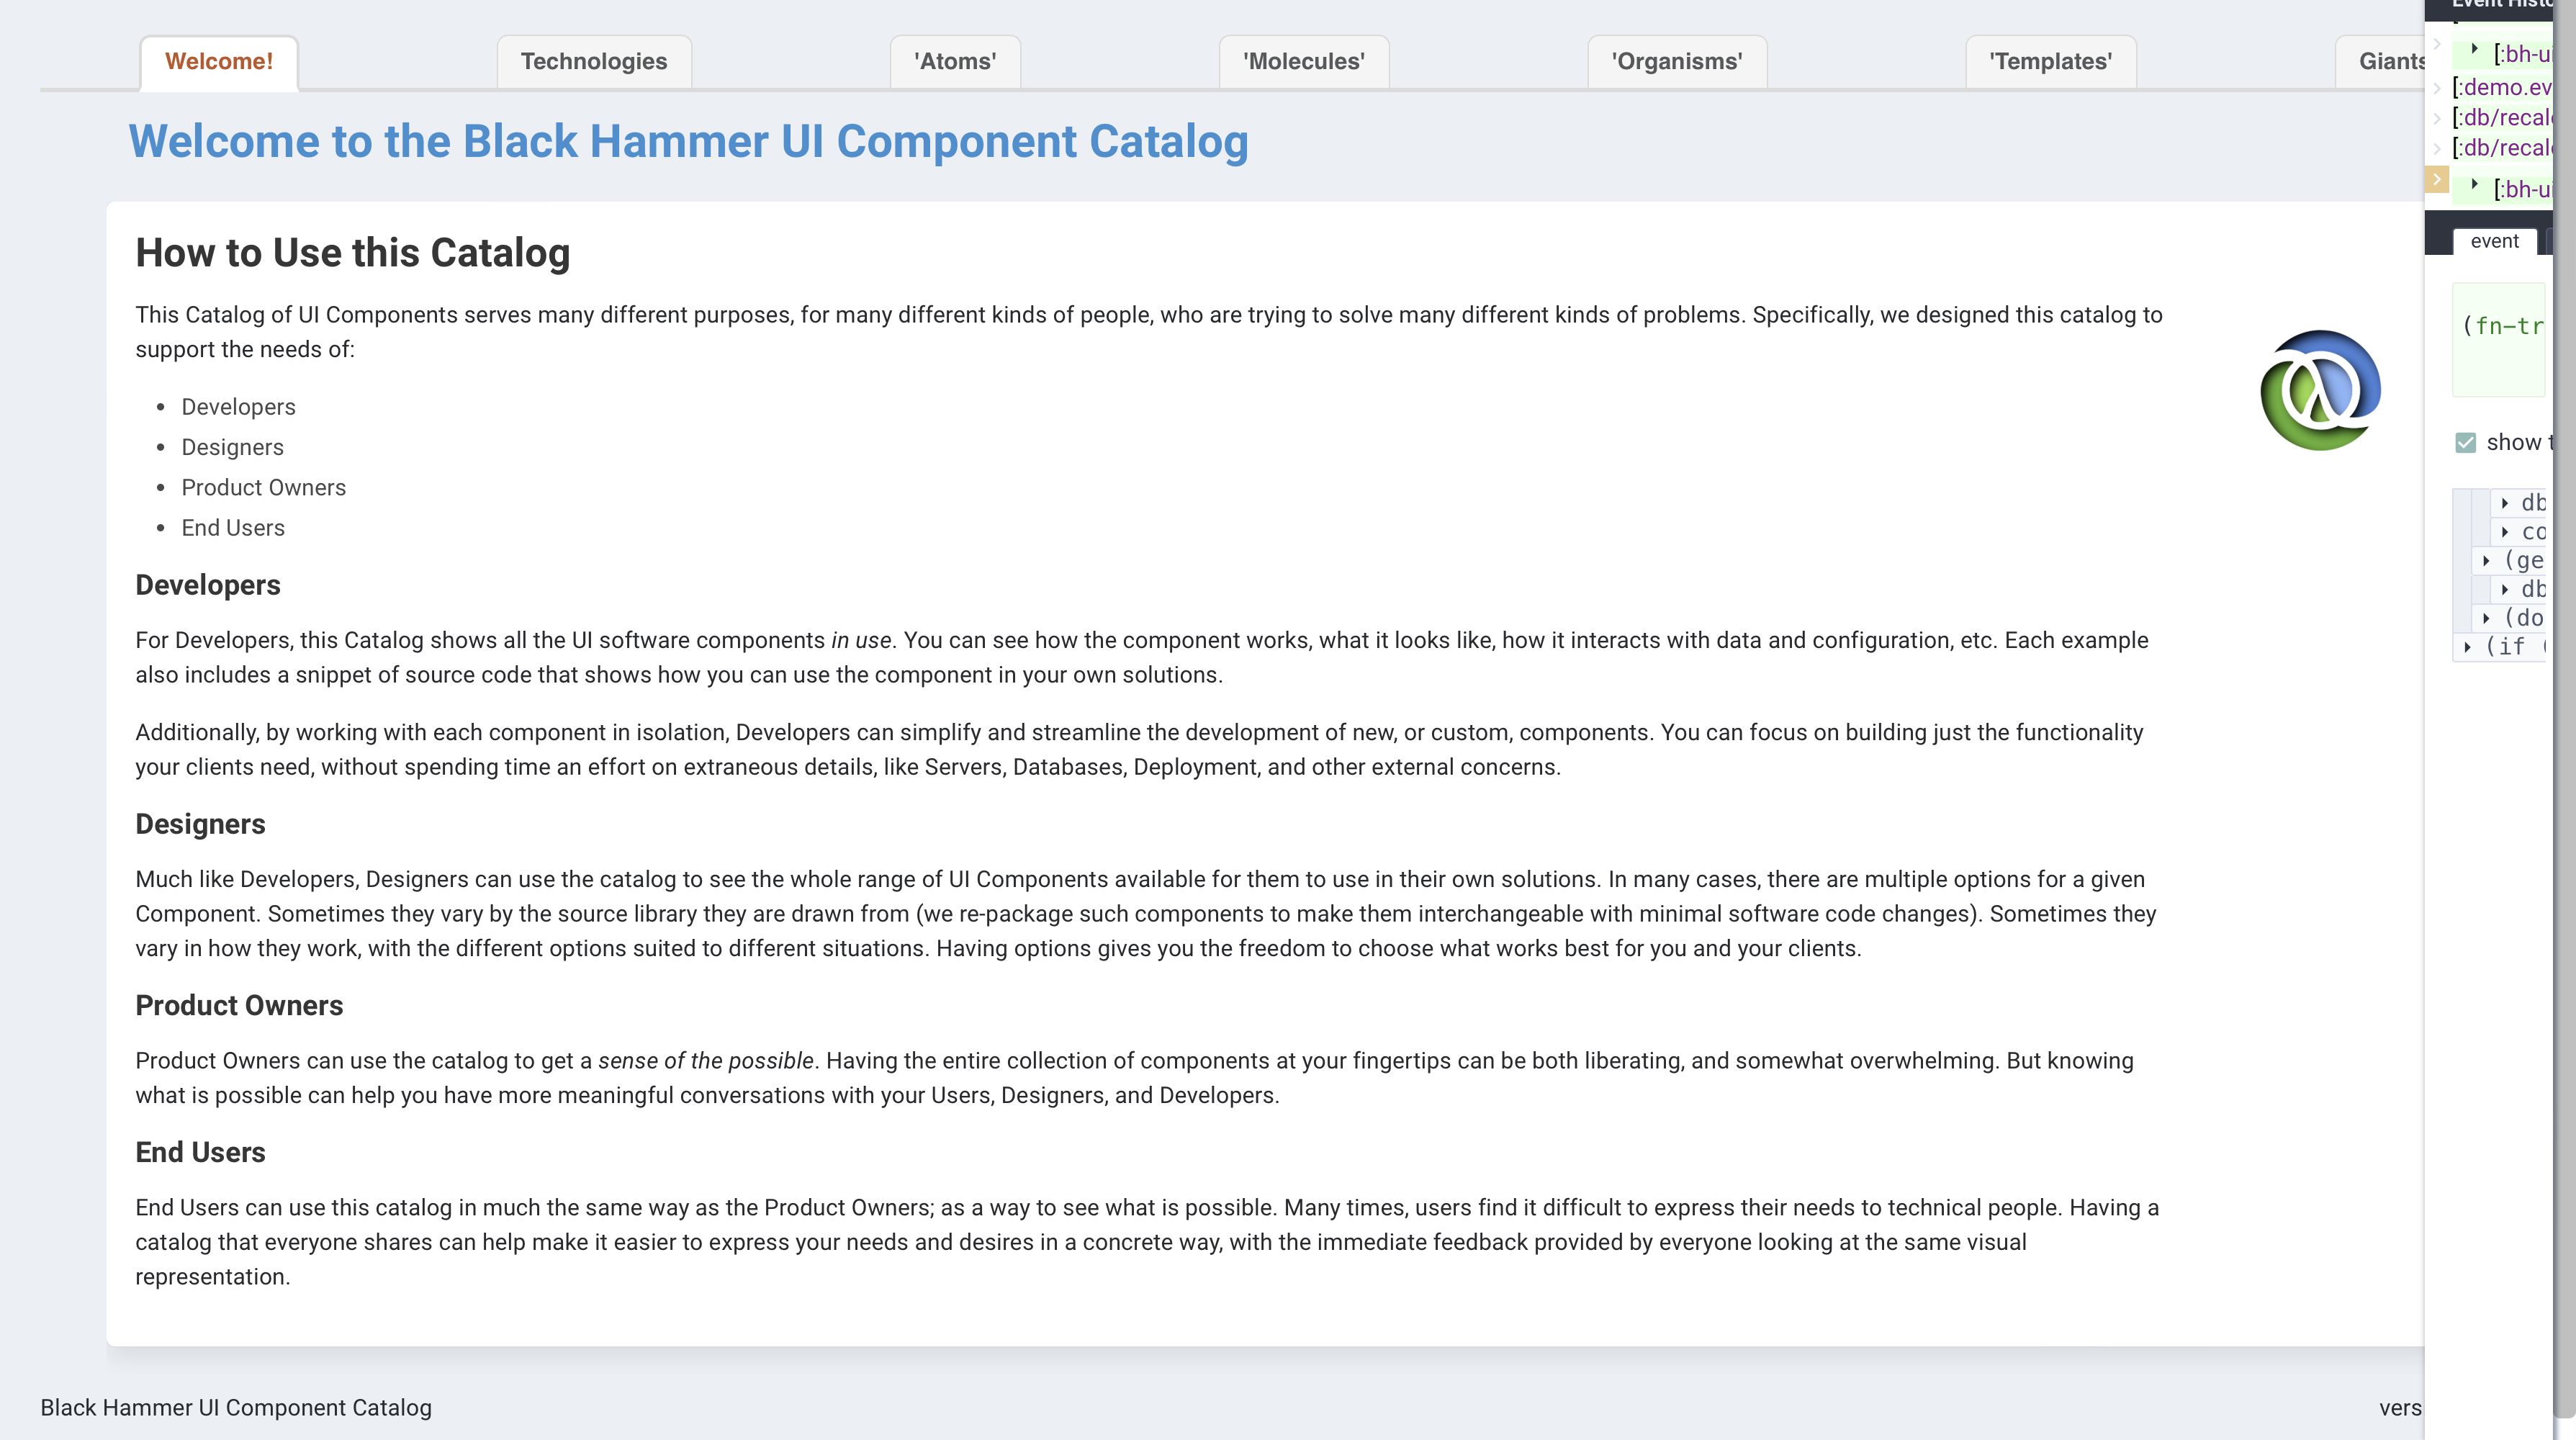 Welcome!
Technologies
'Atoms'
'Molecules'
'Organisms'
'Templates'
Giants
Welcome to the Black Hammer UI Component Catalog
How to Use this Catalog
This Catalog of UI Components serves many different purposes, for many different kinds of people, who are trying to solve many different kinds of problems. Specifically, we designed this catalog to
support the needs of:
• Developers
• Designers
• Product Owners
• End Users
Developers
For Developers, this Catalog shows all the UI software components in use. You can see how the component works, what it looks like, how it interacts with data and configuration, etc. Each example
also includes a snippet of source code that shows how you can use the component in your own solutions.
Additionally, by working with each component in isolation, Developers can simplify and streamline the development of new, or custom, components. You can focus on building just the functionality
your clients need, without spending time an effort on extraneous details, like Servers, Databases, Deployment, and other external concerns.
Designers
Much like Developers, Designers can use the catalog to see the whole range of UI Components available for them to use in their own solutions. In many cases, there are multiple options for a given
Component. Sometimes they vary by the source library they are drawn from (we re-package such components to make them interchangeable with minimal software code changes). Sometimes they
vary in how they work, with the different options suited to different situations. Having options gives you the freedom to choose what works best for you and your clients.
Product Owners
Product Owners can use the catalog to get a sense of the possible. Having the entire collection of components at your fingertips can be both liberating, and somewhat overwhelming. But knowing
what is possible can help you have more meaningful conversations with your Users, Designers, and Developers.
End Users
End Users can use this catalog in much the same way as the Product Owners; as a way to see what is possible. Many times, users find it difficult to express their needs to technical people. Having a
catalog that everyone shares can help make it easier to express your needs and desires in a concrete way, with the immediate feedback provided by everyone looking at the same visual
representation.
Black Hammer UI Component Catalog
vers
Event Histo
[:bh-ui
[:demo.ev
[:db/recal
[:db/recal
[:bh-ui
event
(fn-tr
show t
db
co
(ge
db
(do
(if (